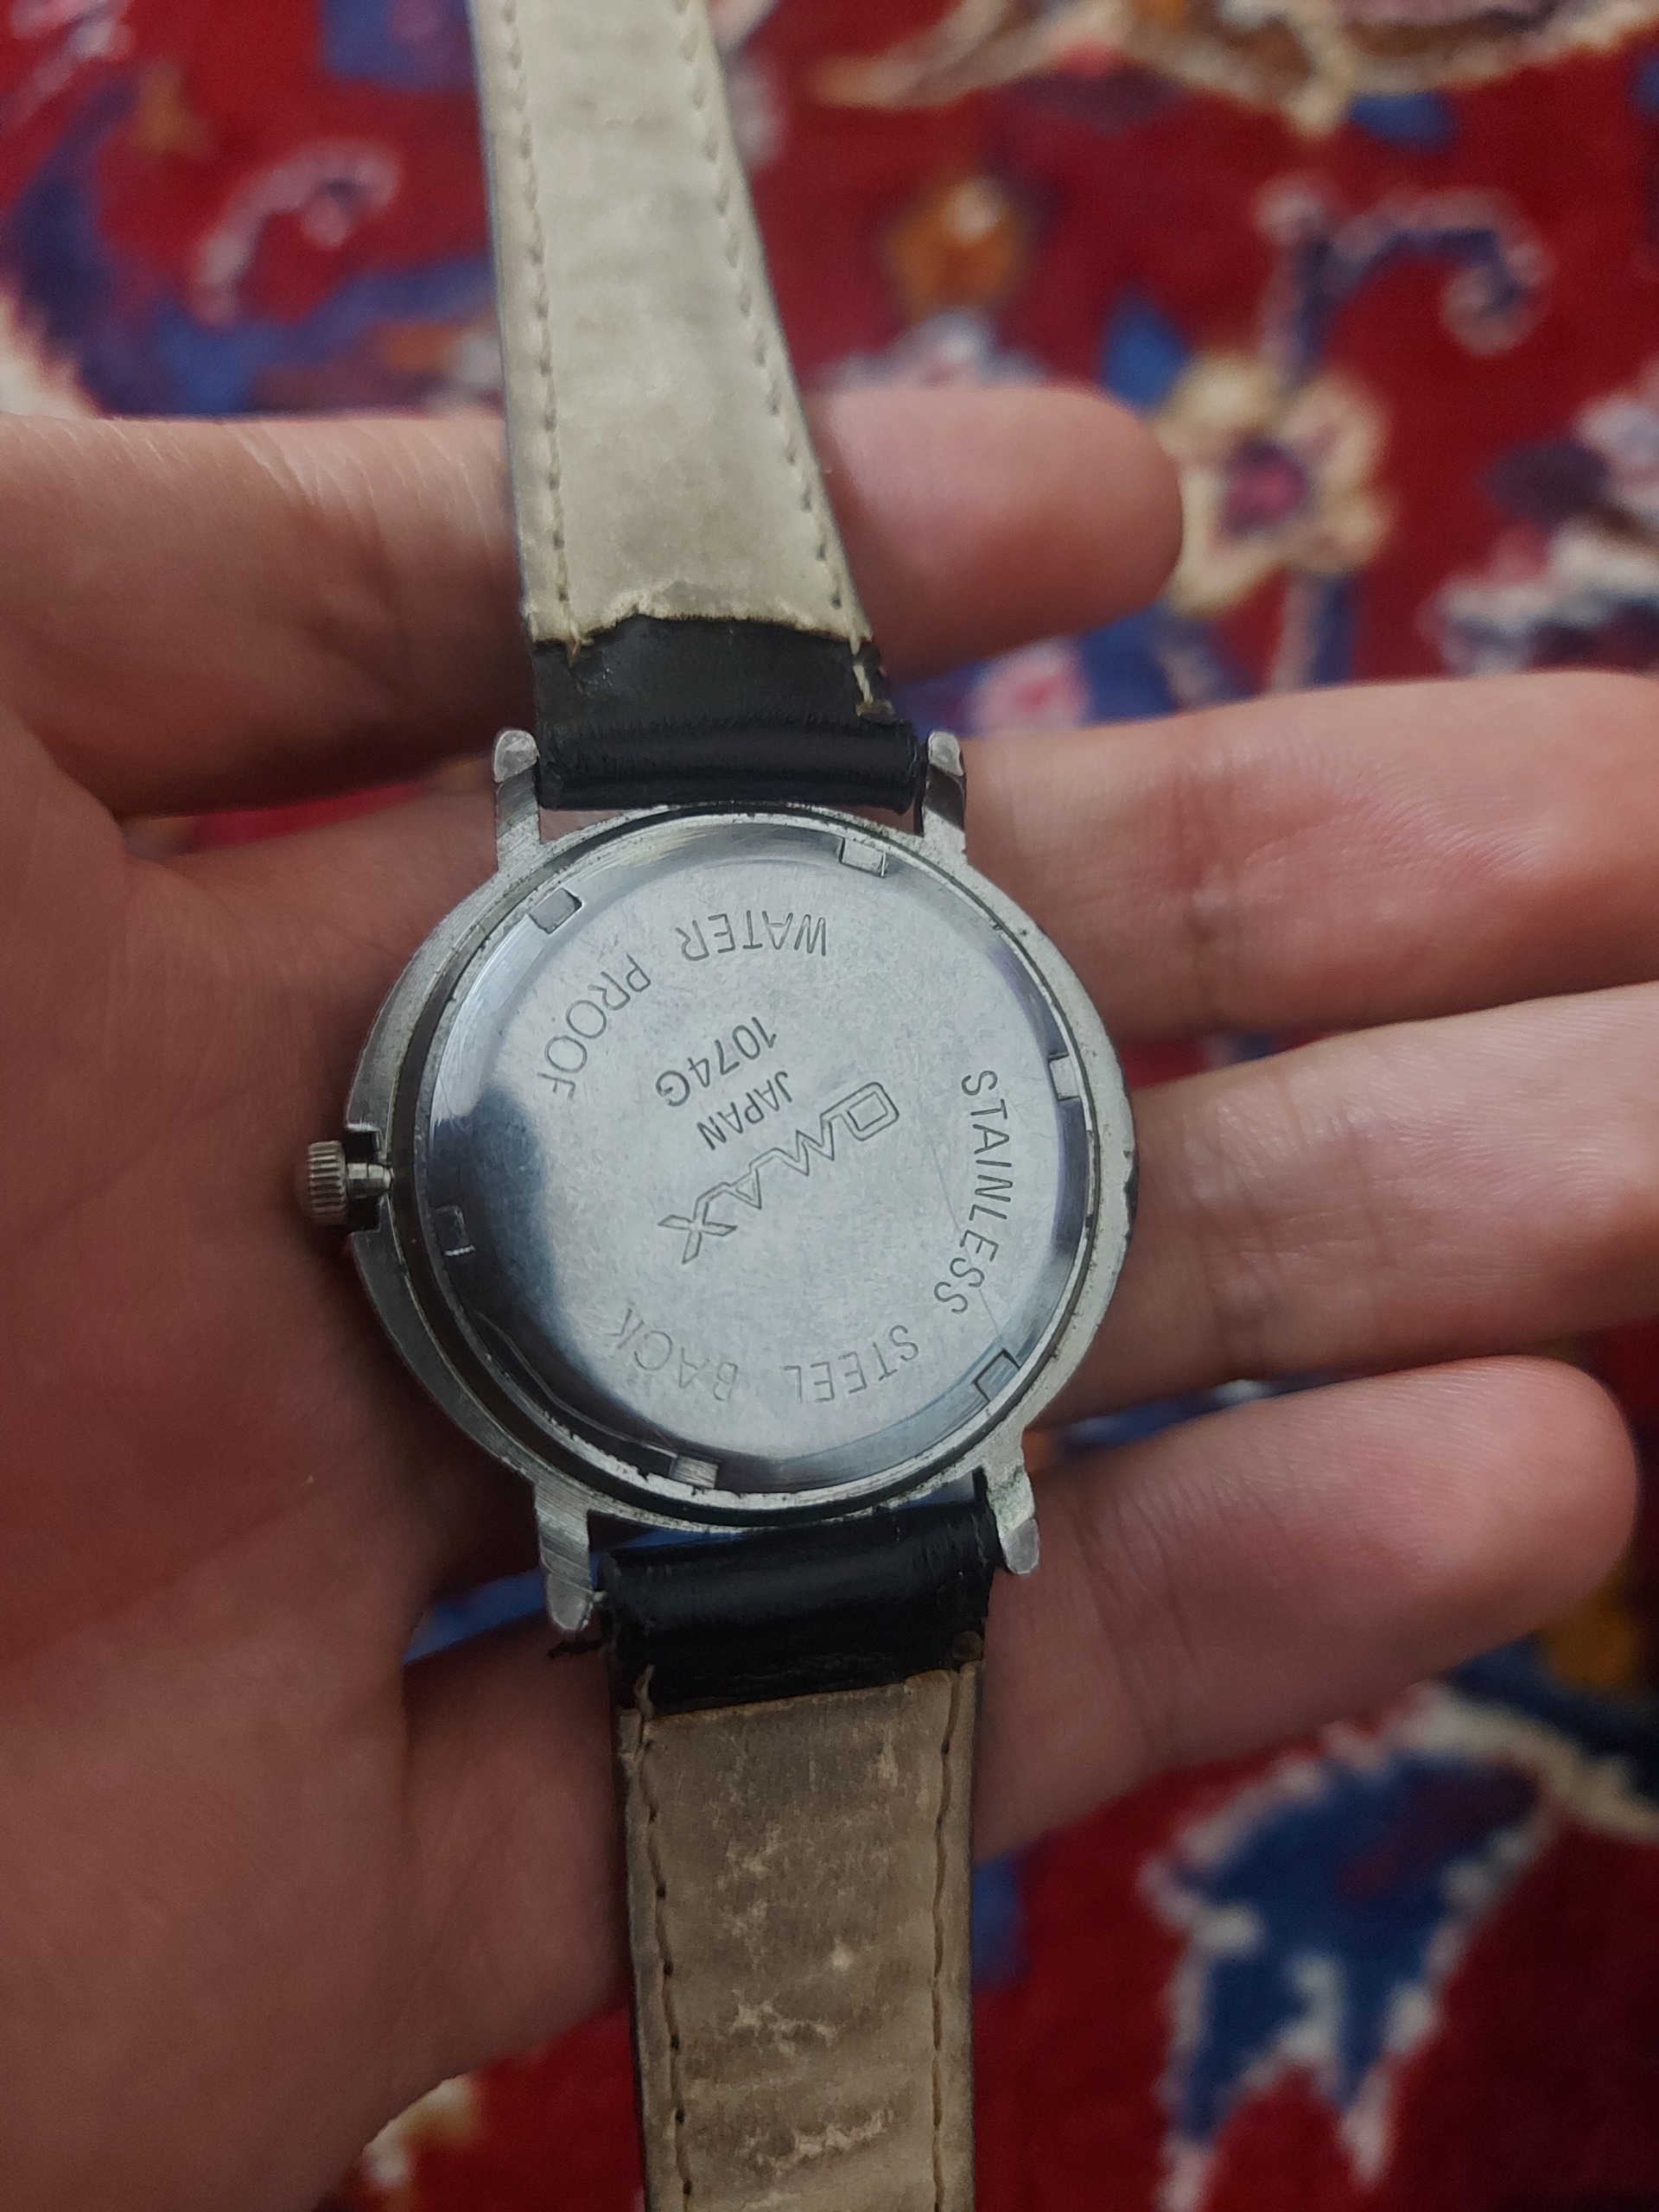 WATER PROOF
1074G
JAPAN
OMAX
STAINLESS STEEL BACK